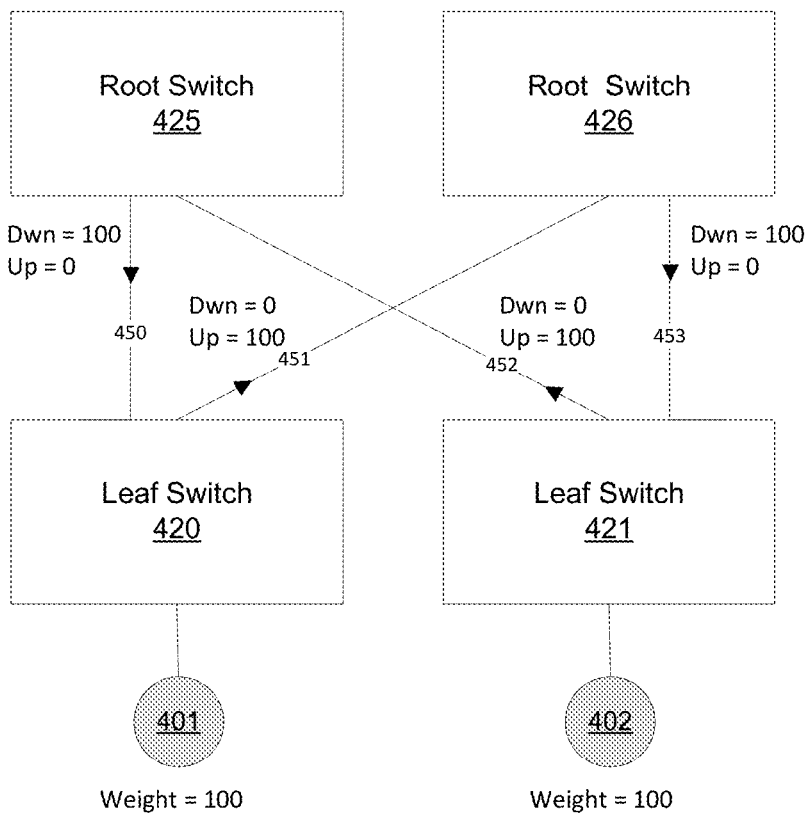 Root Switch
425
Root Switch
426
Dwn = 100
Up = 0
Dwn = 100
Up = 0
Dwn = 0
Up = 100
Dwn = 0
Up = 100
450
451
452
453
Leaf Switch
420
Leaf Switch
421
401
402
Weight = 100
Weight = 100